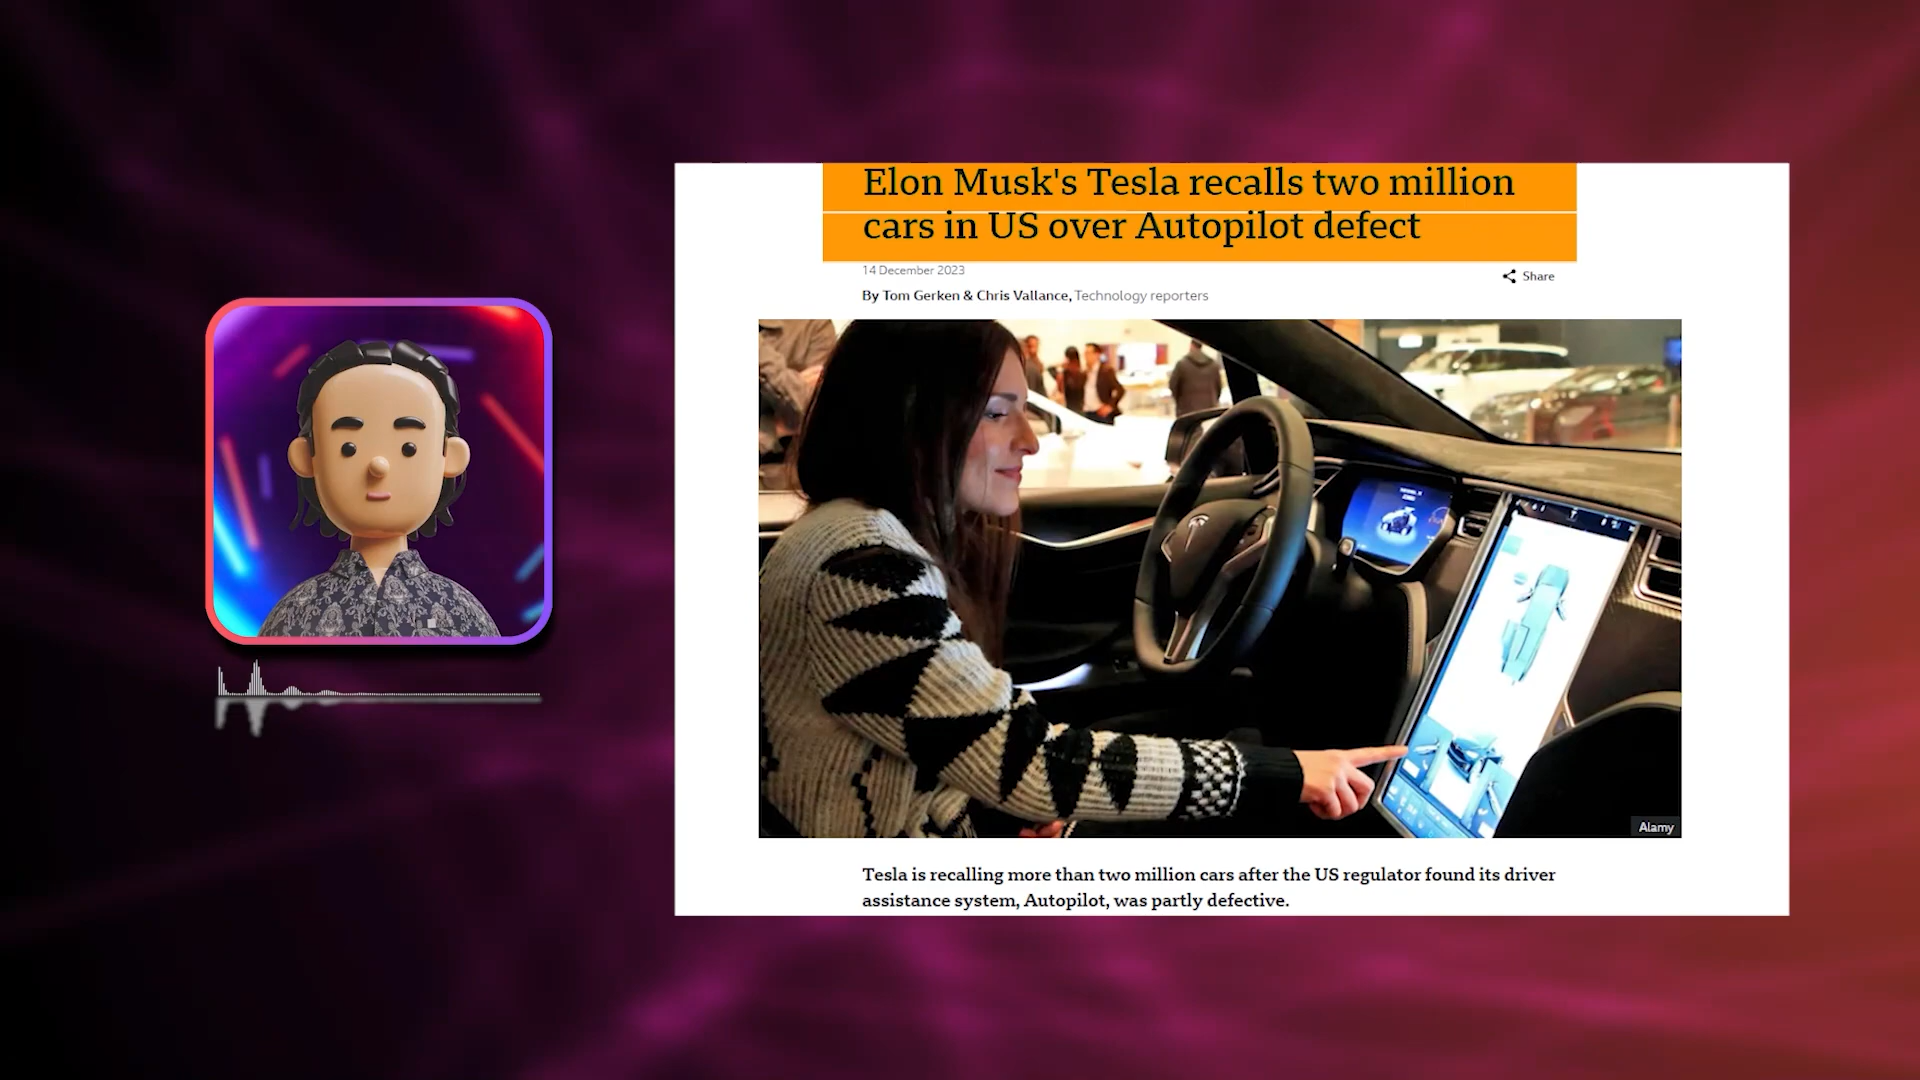 Elon Musk's Tesla recalls two million
cars in US over Autopilot defect
14 December 2023
Share
By Tom Gerken & Chris Vallance, Technology reporters
Alamy
Tesla is recalling more than two million cars after the US regulator found its driver
assistance system, Autopilot, was partly defective.